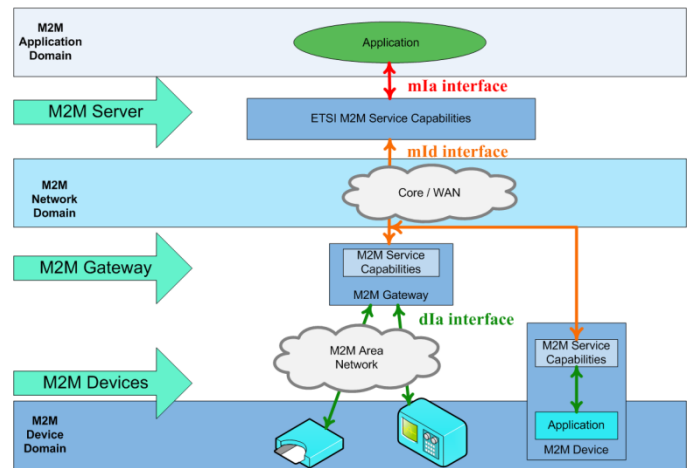 M2M
Application
Domain
Application
mIa interface
M2M Server
ETSI M2M Service Capabilities
mId interface
M2M
Network
Domain
Core / WAN
M2M Gateway
M2M Service
Capabilities
M2M Gateway
dIa interface
M2M Area
Network
M2M Service
Capabilities
M2M Devices
Application
M2M Device
M2M
Device
Domain